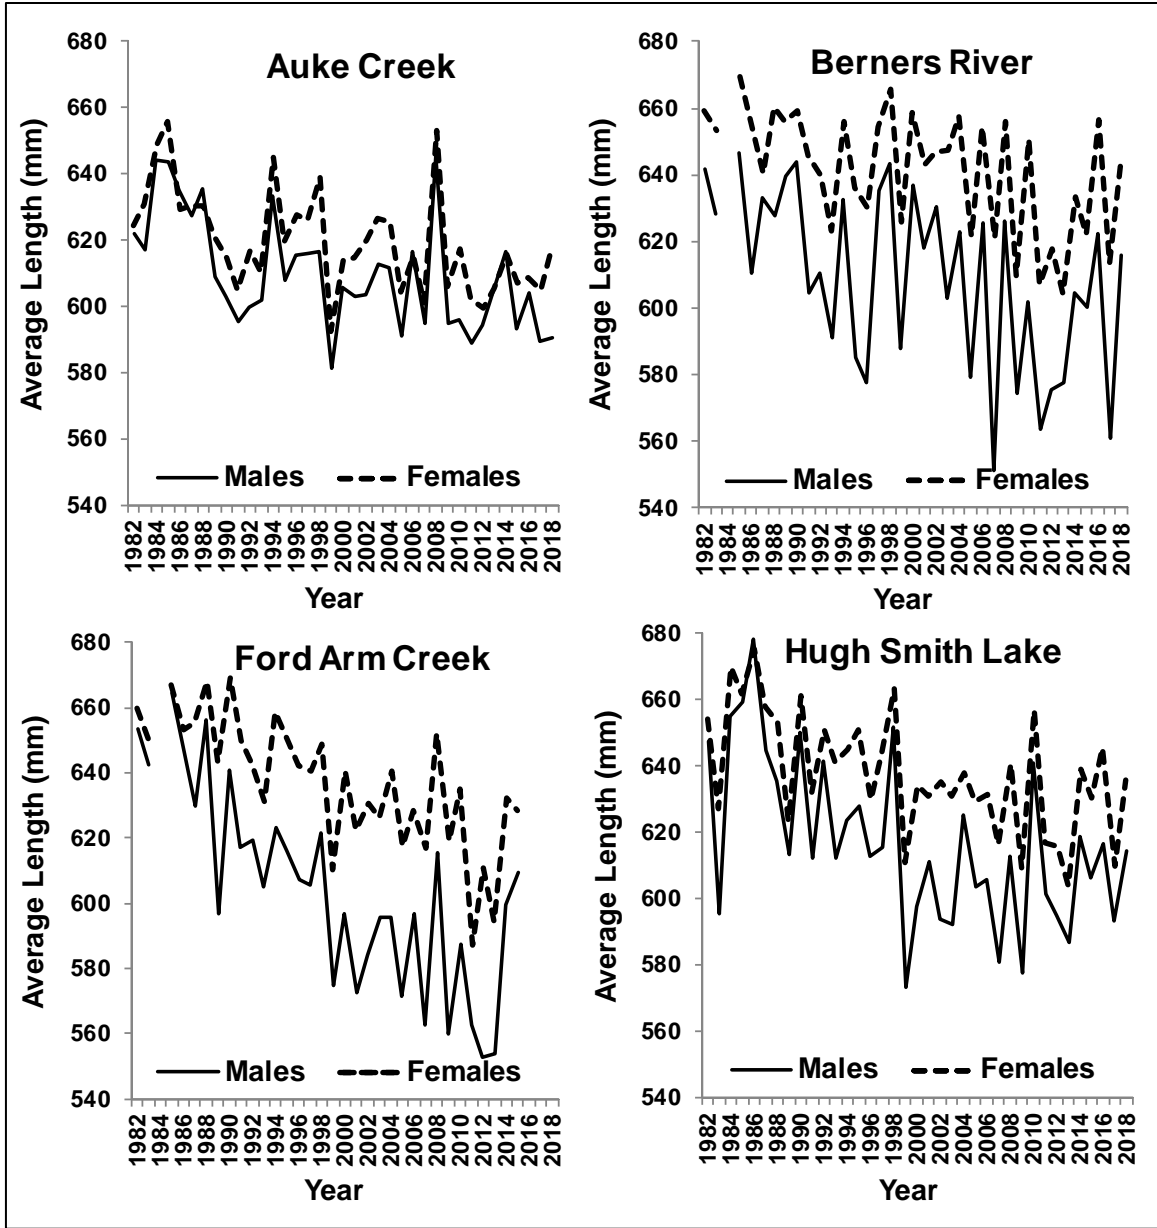 Auke Creek
Average Length (mm)
680
660
640
620
600
580
560
540
Males Females
1982 1984 1986 1988 1990 1992 1994 1996 1998 2000 2002 2004 2006 2008 2010 2012 2014 2016 2018
Year
Berners River
Average Length (mm)
680
660
640
620
600
580
560
540
Males Females
1982 1984 1986 1988 1990 1992 1994 1996 1998 2000 2002 2004 2006 2008 2010 2012 2014 2016 2018
Year
Ford Arm Creek
Average Length (mm)
680
660
640
620
600
580
560
540
Males Females
1982 1984 1986 1988 1990 1992 1994 1996 1998 2000 2002 2004 2006 2008 2010 2012 2014 2016 2018
Year
Hugh Smith Lake
Average Length (mm)
680
660
640
620
600
580
560
540
Males Females
1982 1984 1986 1988 1990 1992 1994 1996 1998 2000 2002 2004 2006 2008 2010 2012 2014 2016 2018
Year